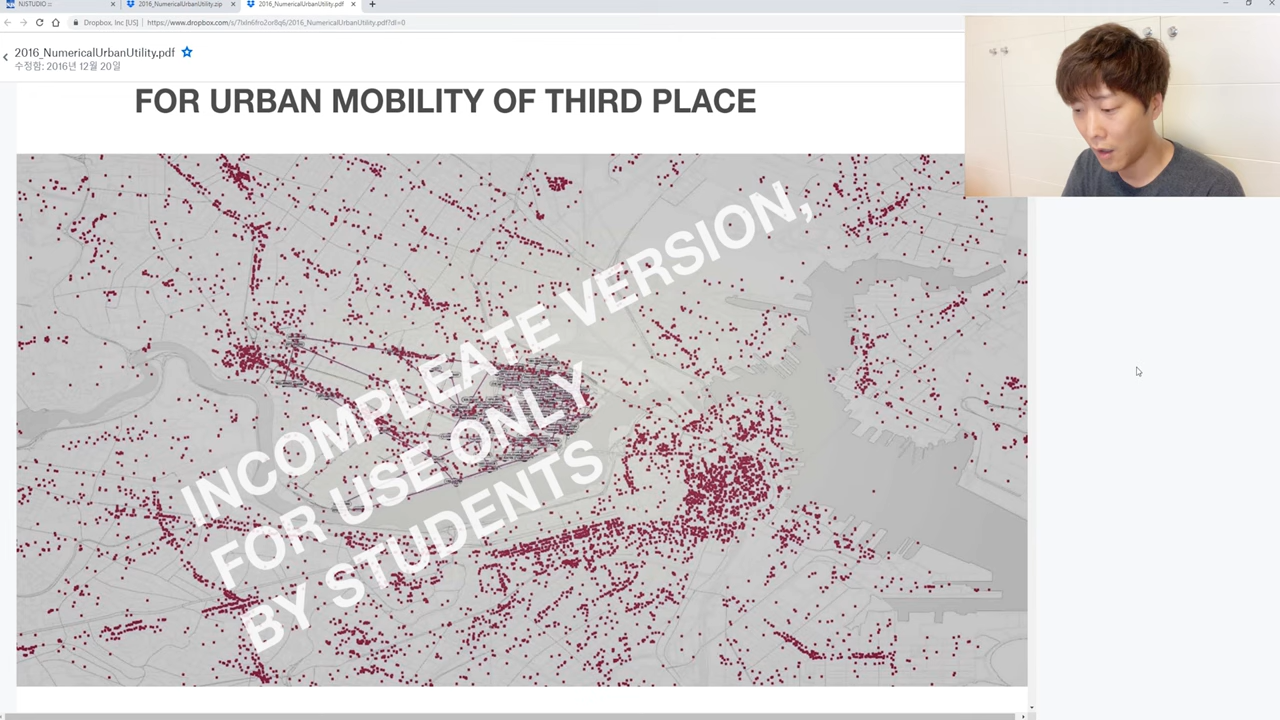 NJSTUDIO ::
2016_NumericalUrbanUtility.zip
2016_NumericalUrbanUtility.pdf
Dropbox, Inc [US]
2016_NumericalUrbanUtility.pdf
수정함: 2016년 12월 20일
FOR URBAN MOBILITY OF THIRD PLACE
INCOMPLEATE VERSION,
FOR USE ONLY
BY STUDENTS